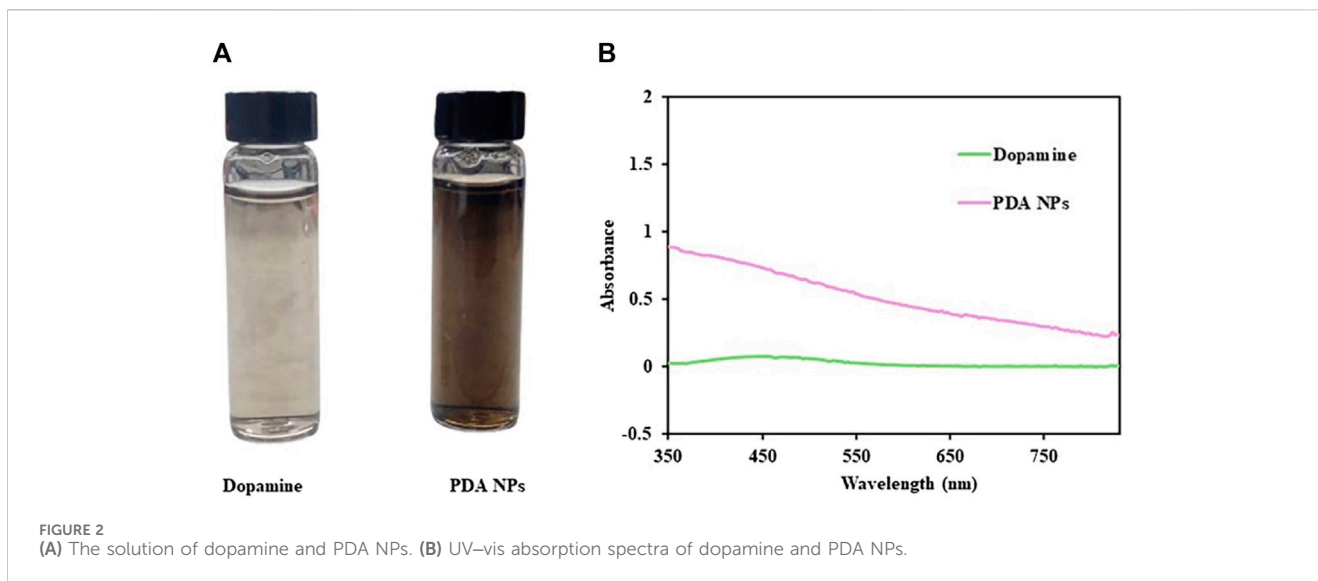 A
Dopamine
PDA NPs
B
2
1.5
1
0.5
0
-0.5
Absorbance
350
450
550
650
750
Wavelength (nm)
Dopamine
PDA NPs
FIGURE 2
(A) The solution of dopamine and PDA NPs. (B) UV–vis absorption spectra of dopamine and PDA NPs.